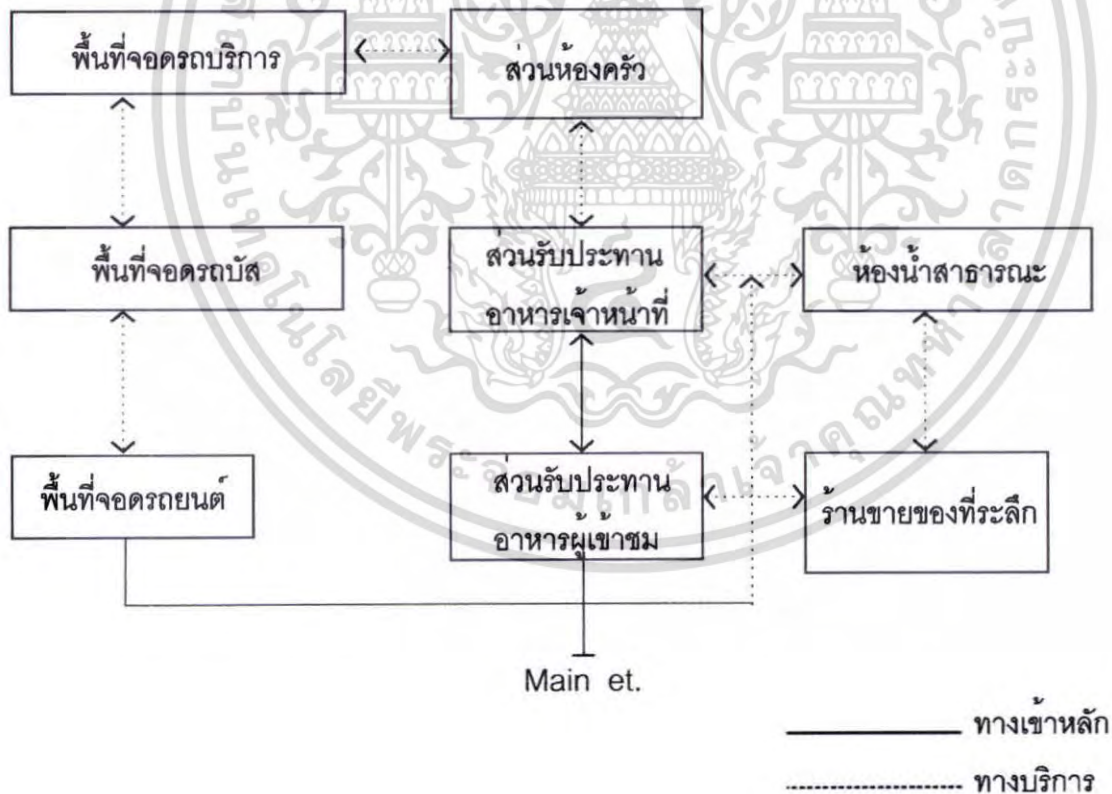 พื้นที่จอดรถบริการ
ส่วนห้องครัว
พื้นที่จอดรถบัส
ส่วนรับประทาน
อาหารเจ้าหน้าที่
ห้องน้ำสาธารณะ
พื้นที่จอดรถยนต์
ส่วนรับประทาน
อาหารผู้เข้าชม
ร้านขายของที่ระลึก
Main et.
ทางเข้าหลัก
ทางบริการ